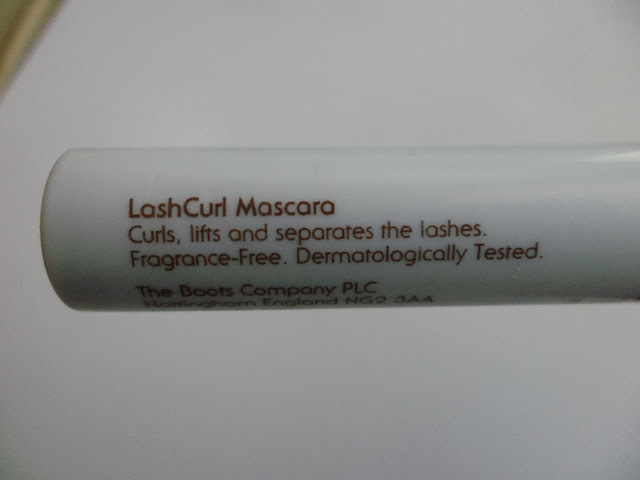 LashCurl Mascara
Curls, lifts and separates the lashes.
Fragrance-Free. Dermatologically Tested.
The Boots Company PLC
Nottingham England NG2 3AA